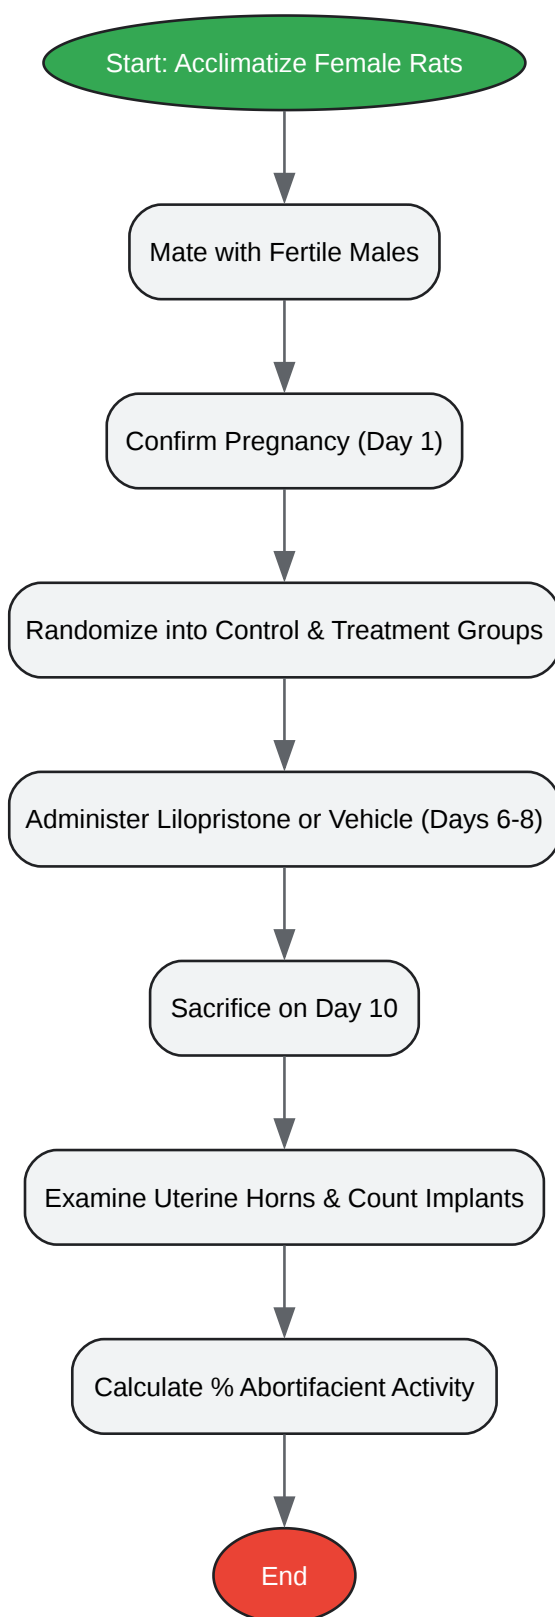 Start: Acclimatize Female Rats
Mate with Fertile Males
Confirm Pregnancy (Day 1)
Randomize into Control & Treatment Groups
Administer Lilopristone or Vehicle (Days 6-8)
Sacrifice on Day 10
Examine Uterine Horns & Count Implants
Calculate % Abortifacient Activity
End